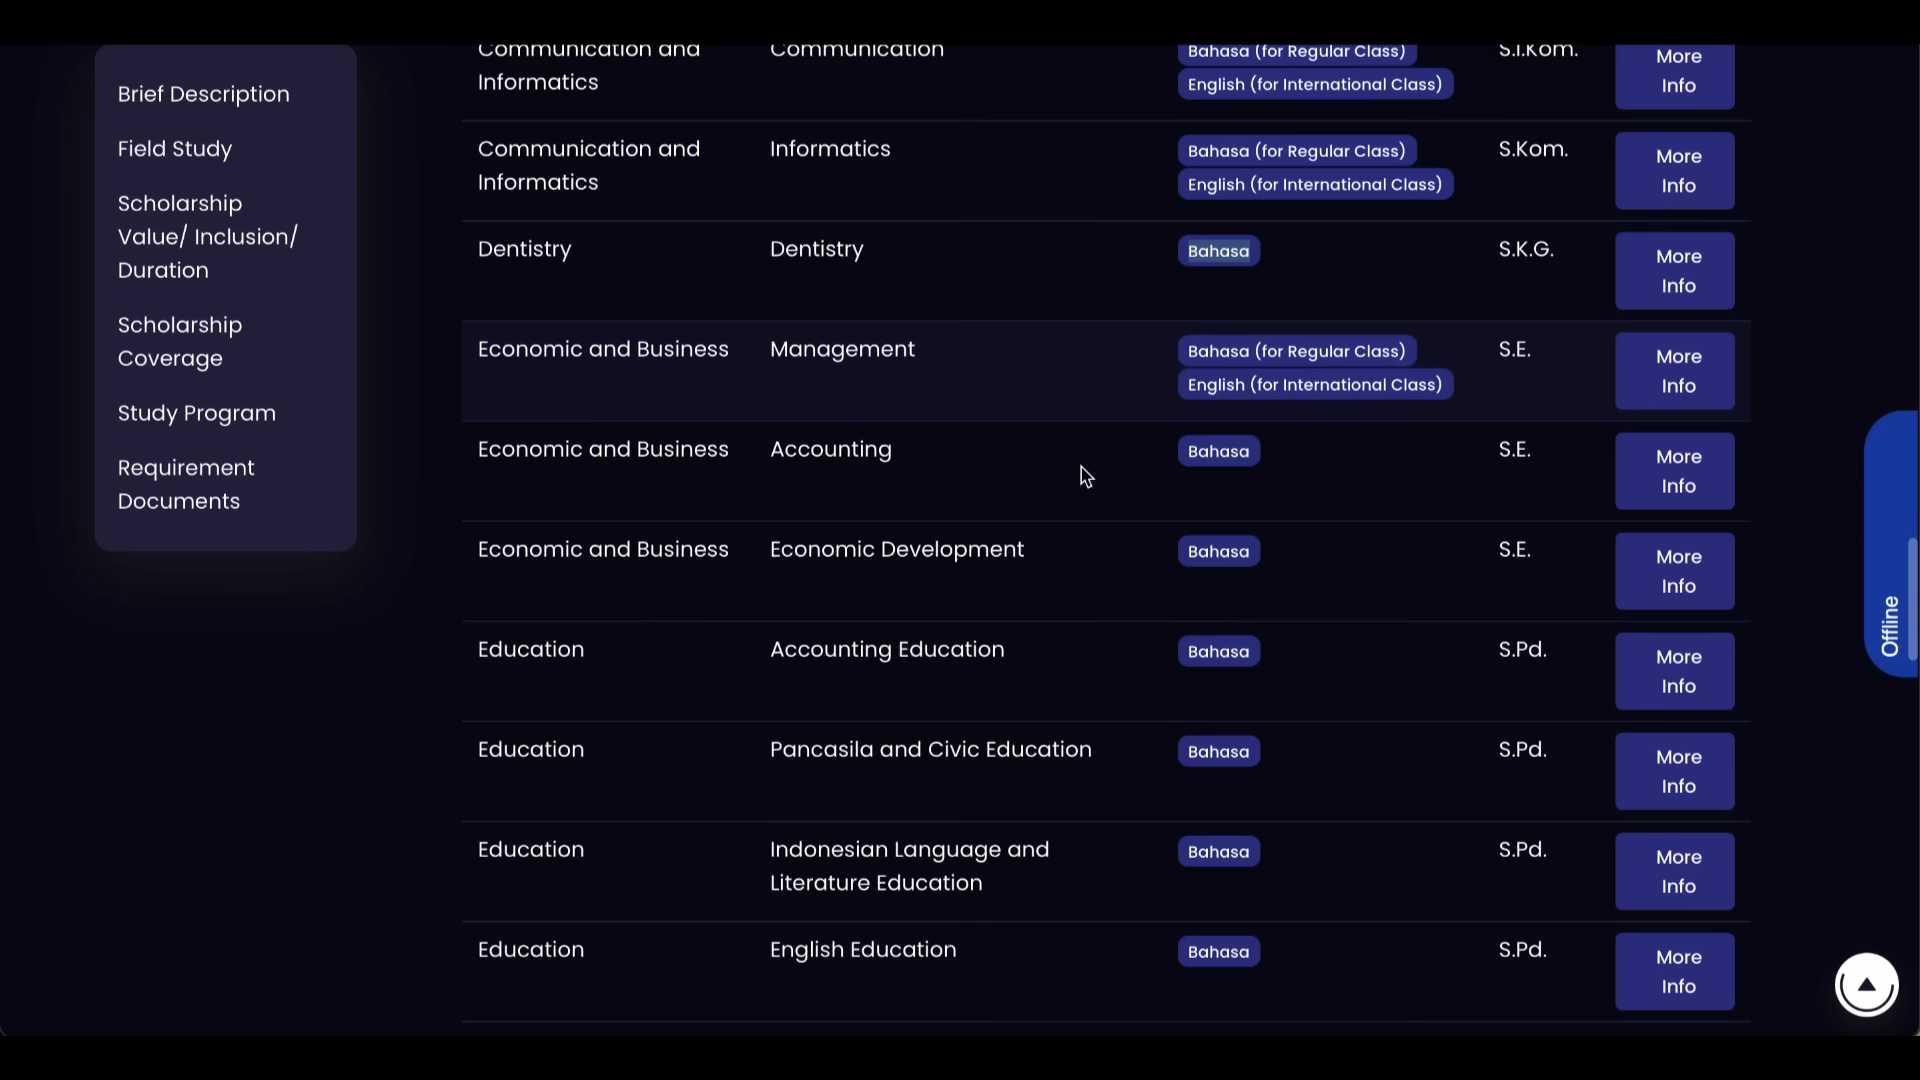 Brief Description
Field Study
Scholarship
Value/ Inclusion/
Duration
Scholarship
Coverage
Study Program
Requirement
Documents
Communication and
Informatics
Communication
Bahasa (for Regular Class)
English (for International Class)
S.I.Kom.
More
Info
Communication and
Informatics
Informatics
Bahasa (for Regular Class)
English (for International Class)
S.Kom.
More
Info
Dentistry
Dentistry
Bahasa
S.K.G.
More
Info
Economic and Business
Management
Bahasa (for Regular Class)
English (for International Class)
S.E.
More
Info
Economic and Business
Accounting
Bahasa
S.E.
More
Info
Economic and Business
Economic Development
Bahasa
S.E.
More
Info
Education
Accounting Education
Bahasa
S.Pd.
More
Info
Education
Pancasila and Civic Education
Bahasa
S.Pd.
More
Info
Education
Indonesian Language and
Literature Education
Bahasa
S.Pd.
More
Info
Education
English Education
Bahasa
S.Pd.
More
Info
Offline